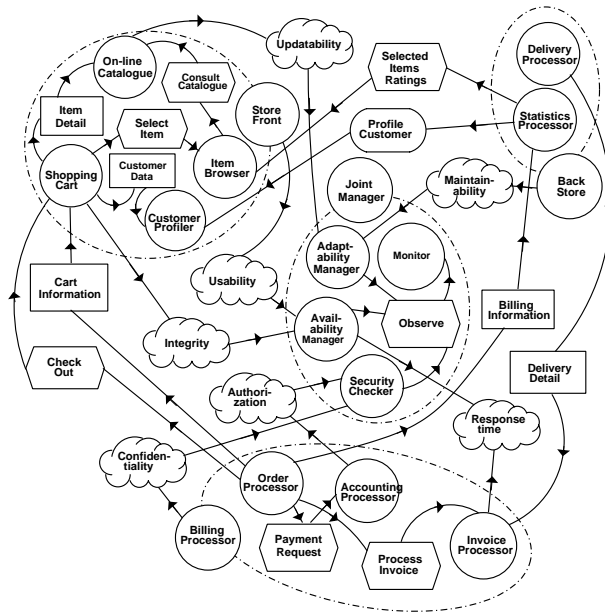 Updatability
On-line
Catalogue
Selected
Items
Ratings
Delivery
Processor
Consult
Catalogue
Item
Detail
Select
Item
Store
Front
Profile
Customer
Statistics
Processor
Customer
Data
Item
Browser
Shopping
Cart
Joint
Manager
Maintain-
ability
Back
Store
Customer
Profiler
Adapt-
ability
Manager
Monitor
Usability
Cart
Information
Avail-
ability
Manager
Observe
Billing
Information
Integrity
Check
Out
Delivery
Detail
Authori-
zation
Security
Checker
Response
time
Confiden-
tiality
Order
Processor
Accounting
Processor
Billing
Processor
Payment
Request
Process
Invoice
Invoice
Processor